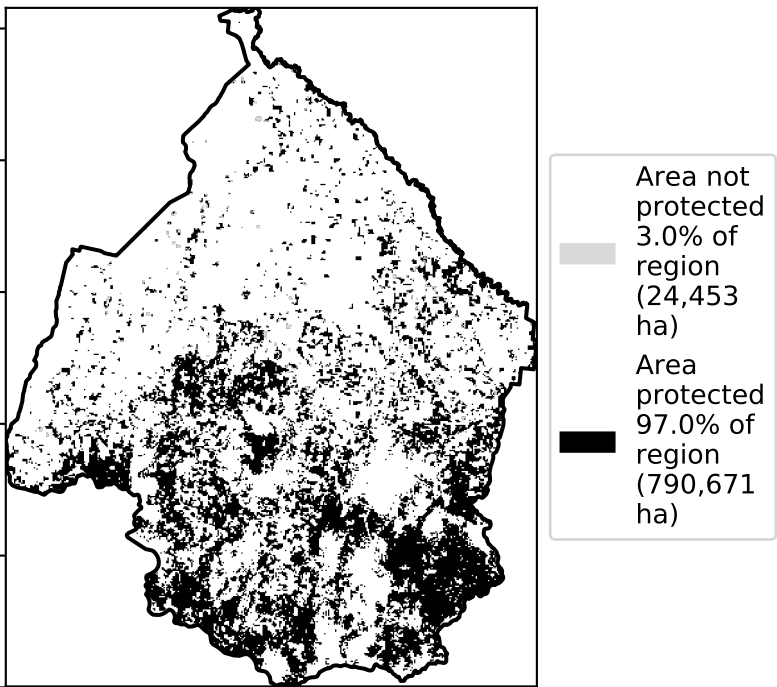 Area not
protected
3.0% of
region
(24,453
ha)
Area
protected
97.0% of
region
(790,671
ha)